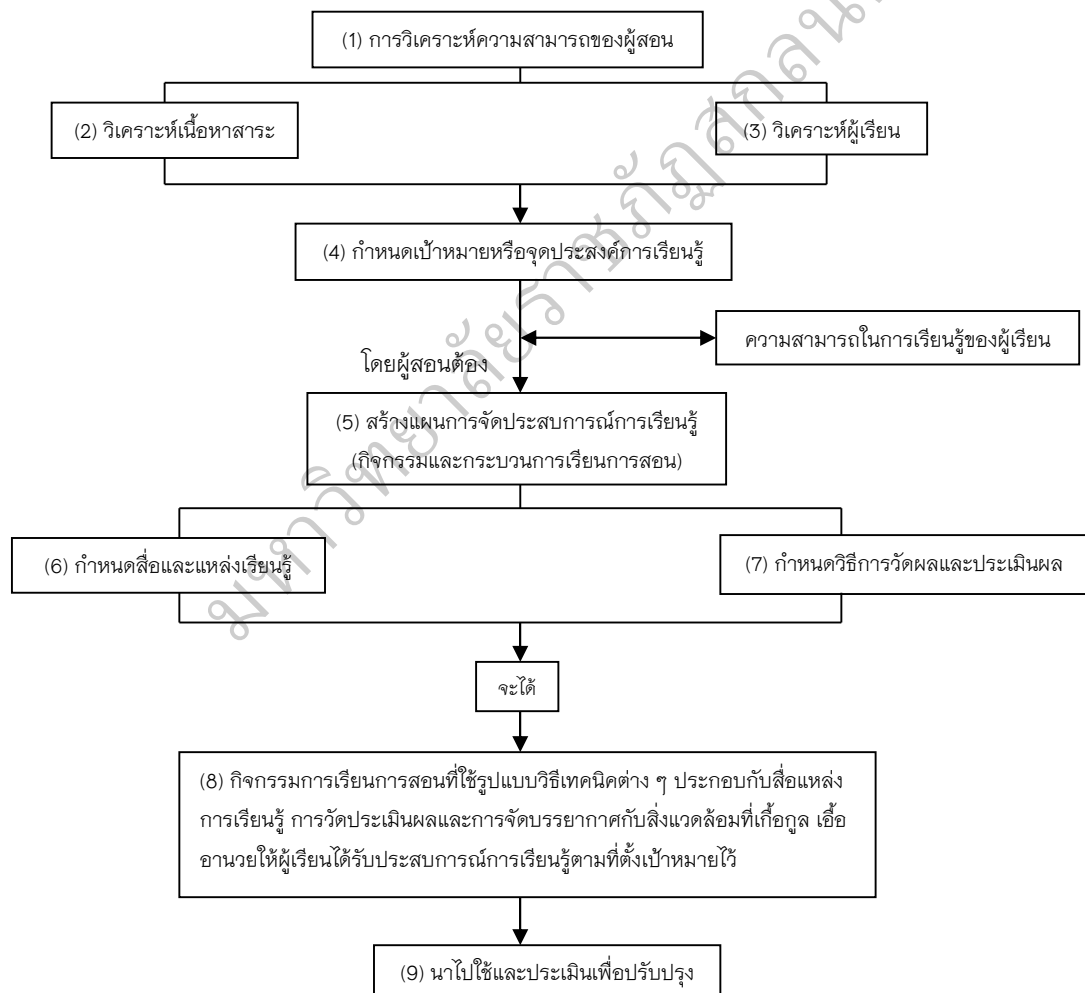 (1) การวิเคราะห์ความสามารถของผู้สอน
(2) วิเคราะห์เนื้อหาสาระ
(3) วิเคราะห์ผู้เรียน
(4) กำหนดเป้าหมายหรือจุดประสงค์การเรียนรู้
ความสามารถในการเรียนรู้ของผู้เรียน
โดยผู้สอนต้อง
(5) สร้างแผนการจัดประสบการณ์การเรียนรู้
(กิจกรรมและกระบวนการเรียนการสอน)
(6) กำหนดสื่อและแหล่งเรียนรู้
(7) กำหนดวิธีการวัดผลและประเมินผล
จะได้
(8) กิจกรรมการเรียนการสอนที่ใช้รูปแบบวิธีเทคนิคต่าง ๆ ประกอบกับสื่อแหล่ง
การเรียนรู้ การวัดประเมินผลและการจัดบรรยากาศกับสิ่งแวดล้อมที่เกื้อกูล เอื้อ
อานวยให้ผู้เรียนได้รับประสบการณ์การเรียนรู้ตามที่ตั้งเป้าหมายไว้
(9) นาไปใช้และประเมินเพื่อปรับปรุง
มหาวิทยาลัยราชภัฏสกลน